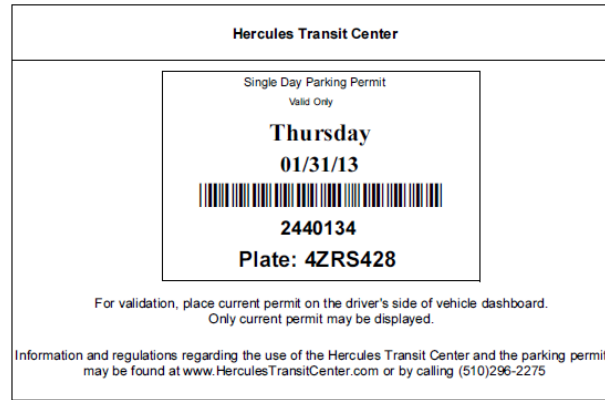 Hercules Transit Center
Single Day Parking Permit
Valid Only
Thursday
01/31/13
2440134
Plate: 4ZRS428
For validation, place current permit on the driver's side of vehicle dashboard.
Only current permit may be displayed.
Information and regulations regarding the use of the Hercules Transit Center and the parking permit
may be found at www.HerculesTransitCenter.com or by calling (510)296-2275